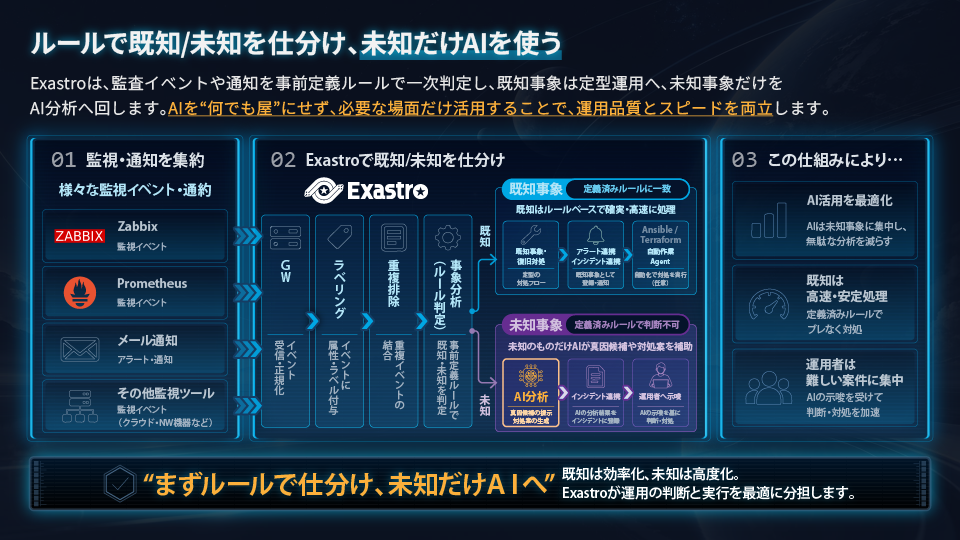 ルールで既知/未知を仕分け、未知だけAIを使う
Exastroは、監査イベントや通知を事前定義ルールで一次判定し、既知事象は定型運用へ、未知事象だけを
AI分析へ回します。AIを“何でも屋”にせず、必要な場面だけ活用することで、運用品質とスピードを両立します。
01 監視・通知を集約
様々な監視イベント・通約
ZABBIX
Zabbix
監視イベント
Prometheus
監視イベント
メール通知
アラート・通知
その他監視ツール
監視イベント
(クラウド・NW機器など)
02 Exastroで既知/未知を仕分け
Exastro
GW
イベント
受信・正規化
ラベリング
イベントに
属性・ラベル付与
重複排除
重複イベントの
結合
事象分析
(ルール判定)
事前定義ルールで
既知・未知を判定
既知
未知
既知事象
定義済みルールに一致
既知はルールベースで確実・高速に処理
既知事象・
復旧対処
定型の
対処フロー
アラート連携
インシデント連携
既知事象として
登録・通知
Ansible /
Terraform
自動作業
Agent
自動化で対処を実行
(任意)
未知事象
定義済みルールで判断不可
未知のものだけAIが真因候補や対処案を補助
AI分析
真因候補の提示
対処案の生成
インシデント連携
AIの分析結果を
インシデントに登録
運用者へ示唆
AIの示唆を基に
判断・対処
03 この仕組みにより…
AI活用を最適化
AIは未知事象に集中し、
無駄な分析を減らす
既知は
高速・安定処理
定義済みルールで
ブレなく対処
運用者は
難しい案件に集中
AIの示唆を受けて
判断・対処を加速
“まずルールで仕分け、未知だけAIへ”
既知は効率化、未知は高度化。
Exastroが運用の判断と実行を最適に分担します。